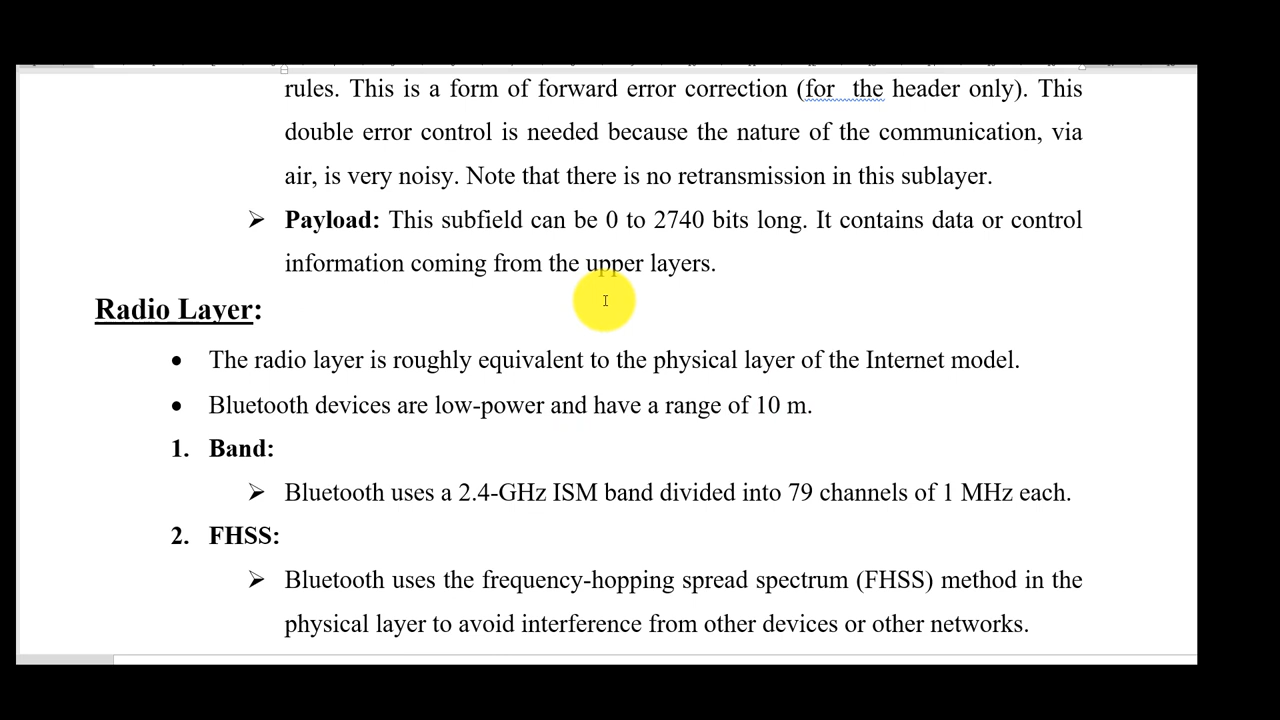 rules. This is a form of forward error correction (for the header only). This
double error control is needed because the nature of the communication, via
air, is very noisy. Note that there is no retransmission in this sublayer.
➢ Payload: This subfield can be 0 to 2740 bits long. It contains data or control
information coming from the upper layers.
Radio Layer:
• The radio layer is roughly equivalent to the physical layer of the Internet model.
• Bluetooth devices are low-power and have a range of 10 m.
1. Band:
➢ Bluetooth uses a 2.4-GHz ISM band divided into 79 channels of 1 MHz each.
2. FHSS:
➢ Bluetooth uses the frequency-hopping spread spectrum (FHSS) method in the
physical layer to avoid interference from other devices or other networks.